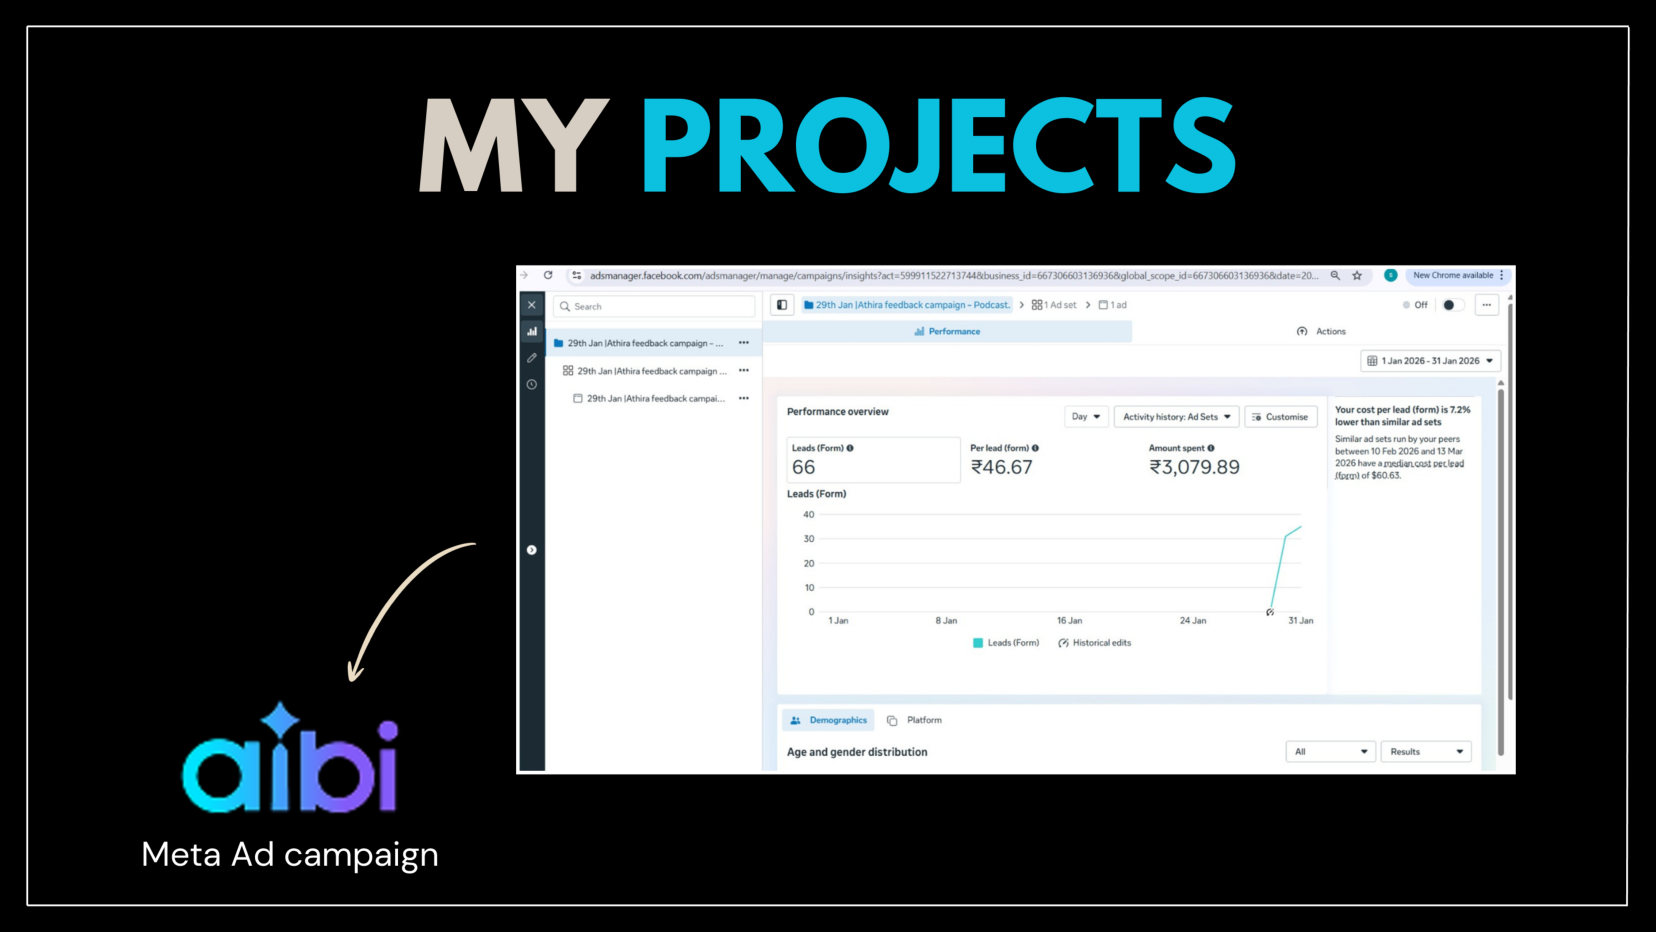 MY PROJECTS
adsmanager.facebook.com/adsmanager/manage/campaigns/insights?act=599911522713744&business_id=667306603136936&global_scope_id=667306603136936&date=20...
New Chrome available
Search
29th Jan |Athira feedback campaign – Podcast.
1 Ad set
1 ad
Off
29th Jan |Athira feedback campaign – ...
29th Jan |Athira feedback campaign ...
29th Jan |Athira feedback campai...
Performance
Actions
1 Jan 2026 - 31 Jan 2026
Performance overview
Day
Activity history: Ad Sets
Customise
Leads (Form)
66
Per lead (form)
₹46.67
Amount spent
₹3,079.89
Your cost per lead (form) is 7.2%
lower than similar ad sets
Similar ad sets run by your peers
between 10 Feb 2026 and 13 Mar
2026 have a median cost per lead
(form) of $60.63.
Leads (Form)
40
30
20
10
0
1 Jan
8 Jan
16 Jan
24 Jan
31 Jan
Leads (Form)
Historical edits
Demographics
Platform
Age and gender distribution
All
Results
aibi
Meta Ad campaign